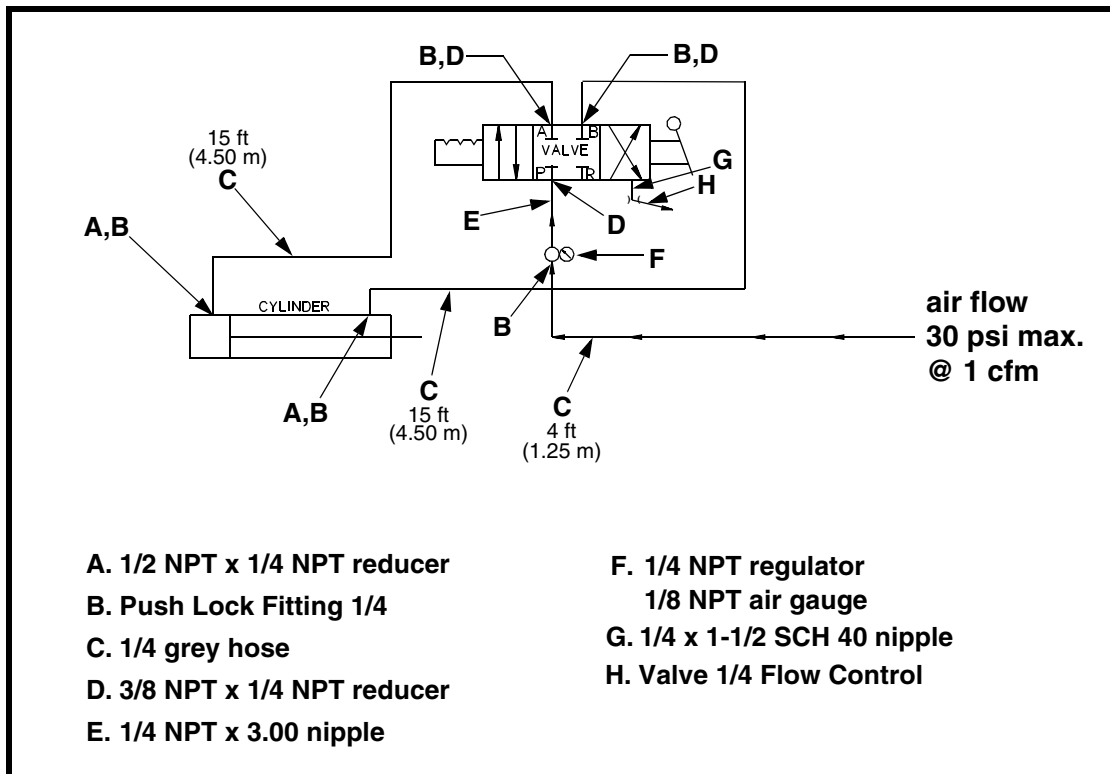 B,D
B,D
A
B
VALVE
P
R
15 ft
(4.50 m)
C
G
H
E
D
A,B
F
CYLINDER
B
air flow
30 psi max.
@ 1 cfm
A,B
C
15 ft
(4.50 m)
C
4 ft
(1.25 m)
A. 1/2 NPT x 1/4 NPT reducer
B. Push Lock Fitting 1/4
C. 1/4 grey hose
D. 3/8 NPT x 1/4 NPT reducer
E. 1/4 NPT x 3.00 nipple
F. 1/4 NPT regulator
1/8 NPT air gauge
G. 1/4 x 1-1/2 SCH 40 nipple
H. Valve 1/4 Flow Control